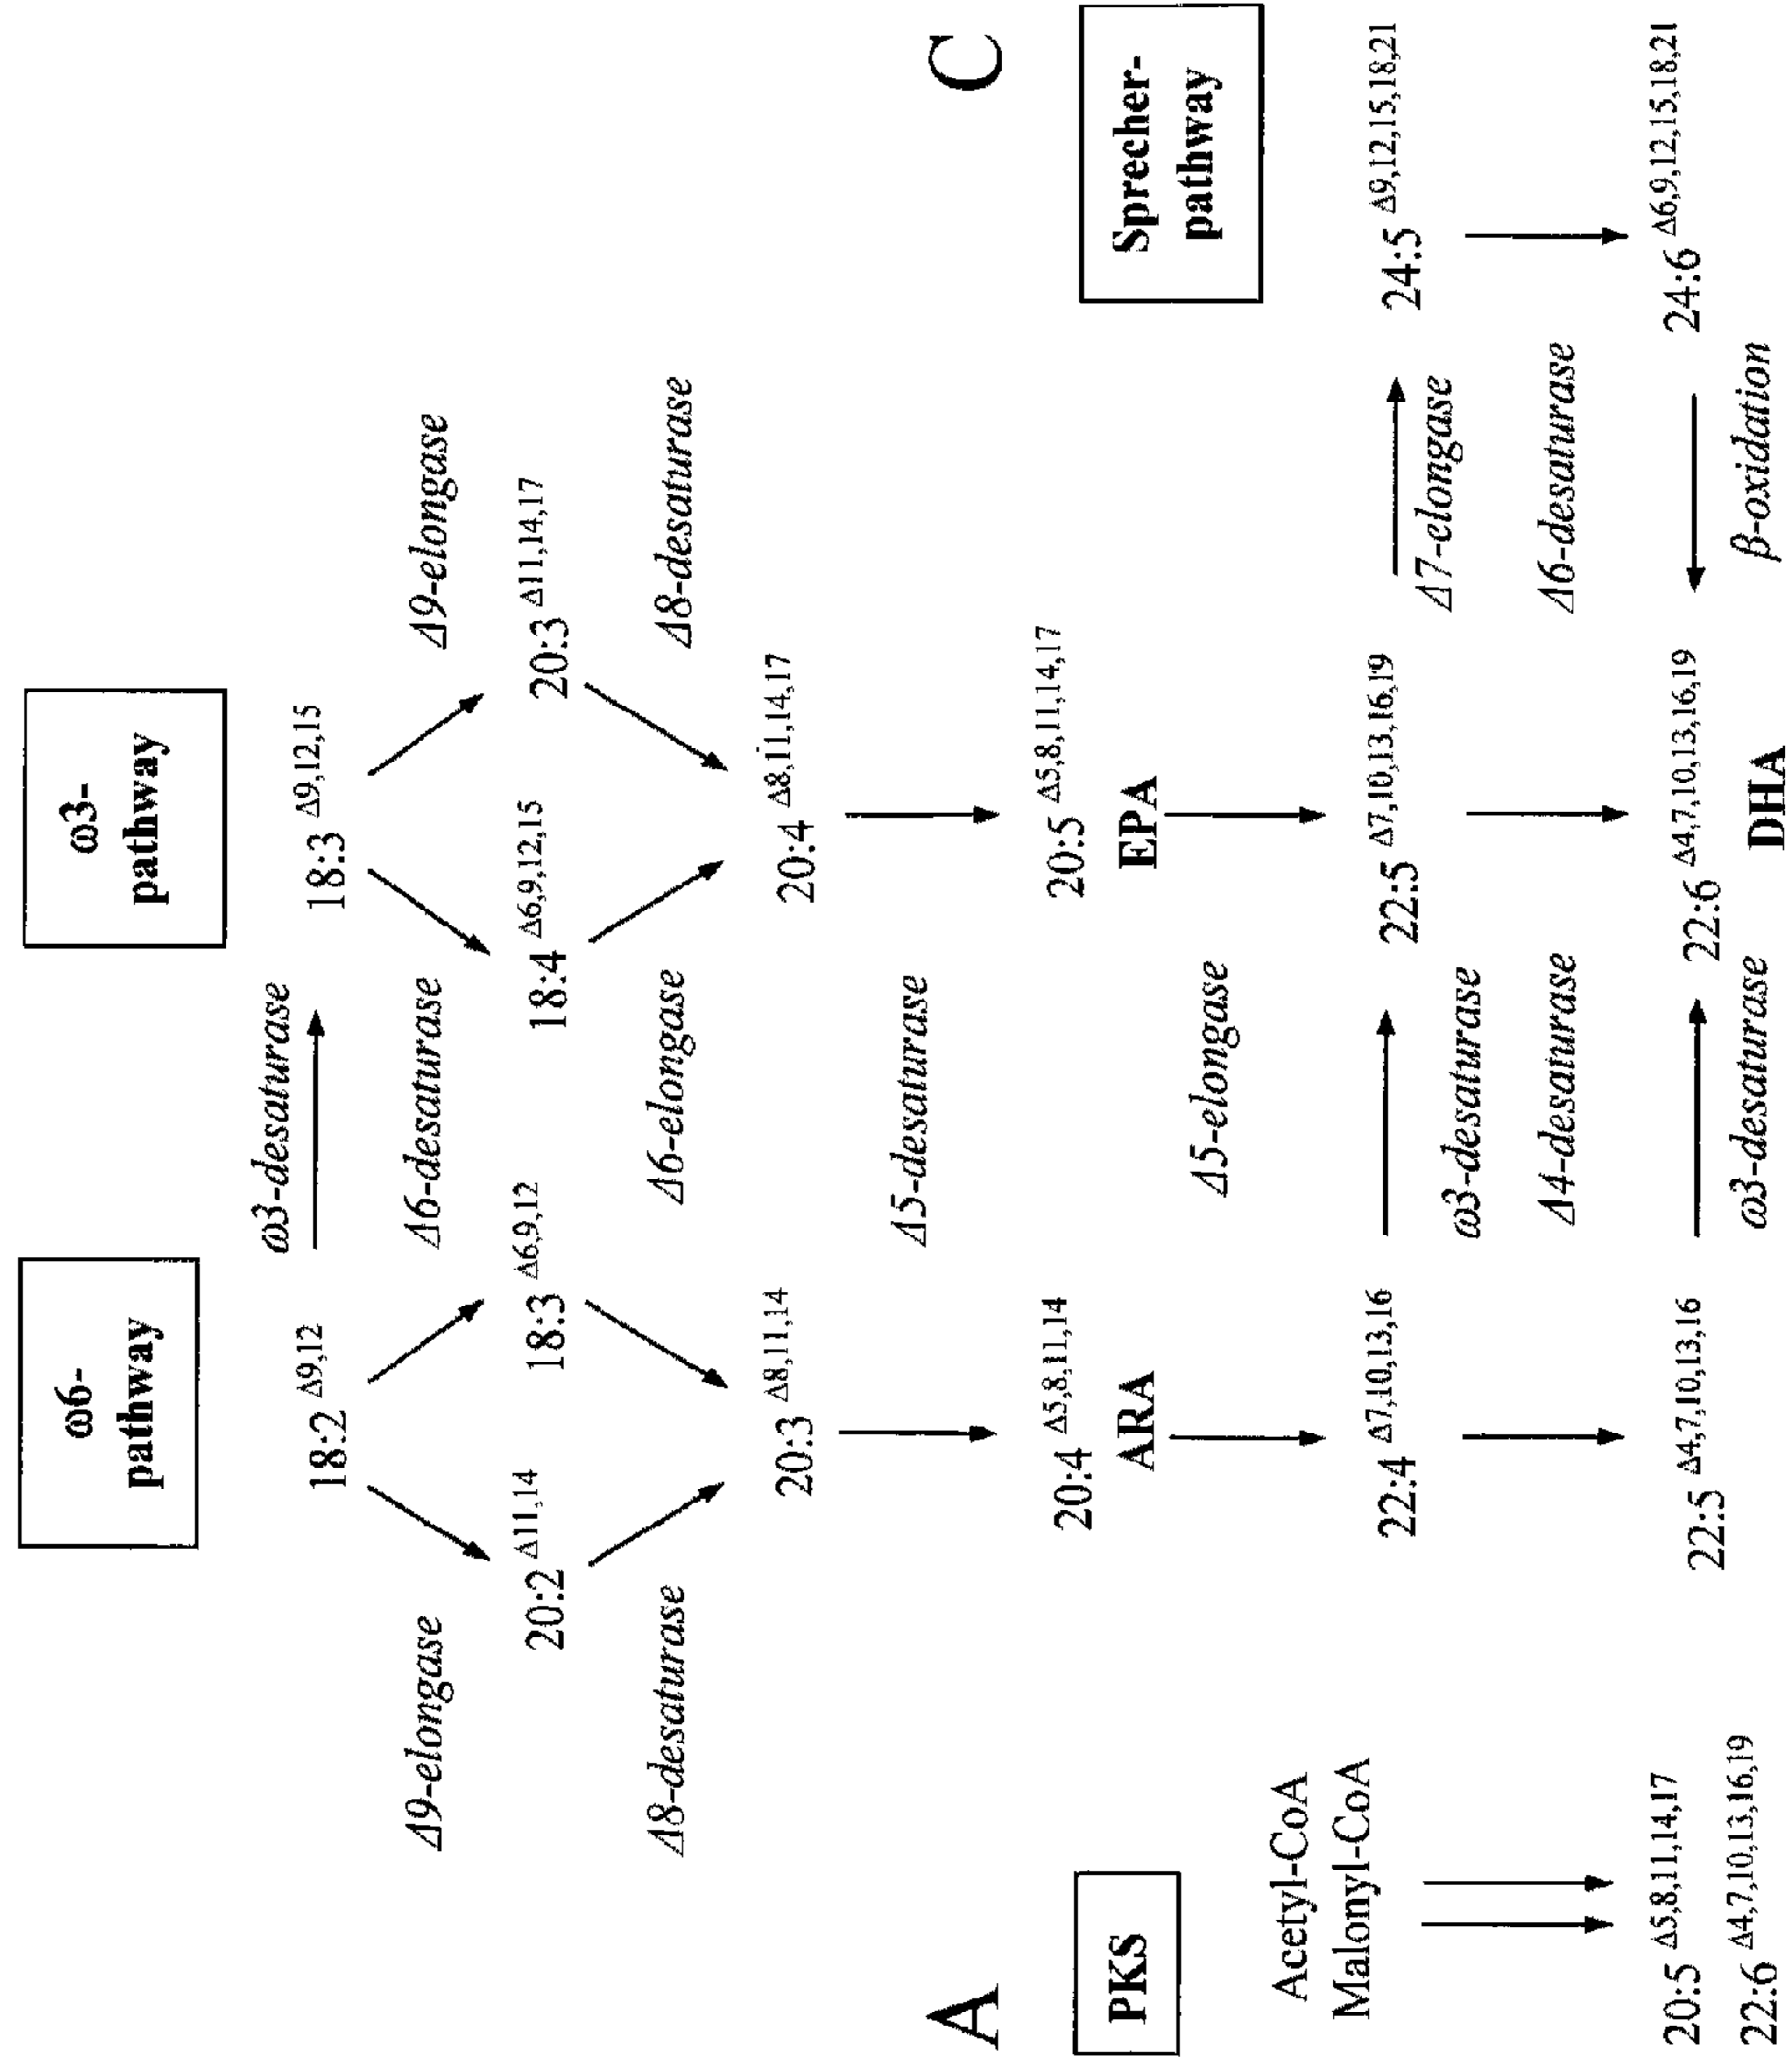 ω6-
pathway
ω3-
pathway
ω3-desaturase
18:2 Δ9,12
18:3 Δ9,12,15
Δ9-elongase
Δ6-desaturase
Δ9-elongase
20:2 Δ11,14
18:3 Δ6,9,12
18:4 Δ6,9,12,15
20:3 Δ11,14,17
Δ8-desaturase
Δ6-elongase
Δ8-desaturase
20:3 Δ8,11,14
20:4 Δ8,11,14,17
Δ5-desaturase
A
C
20:4 Δ5,8,11,14
ARA
20:5 Δ5,8,11,14,17
EPA
PKS
Sprecher-
pathway
Δ5-elongase
Acetyl-CoA
Malonyl-CoA
22:4 Δ7,10,13,16
22:5 Δ7,10,13,16,19
24:5 Δ9,12,15,18,21
ω3-desaturase
Δ7-elongase
Δ4-desaturase
Δ6-desaturase
20:5 Δ5,8,11,14,17
22:6 Δ4,7,10,13,16,19
22:5 Δ4,7,10,13,16
22:6 Δ4,7,10,13,16,19
24:6 Δ6,9,12,15,18,21
ω3-desaturase
DHA
β-oxidation